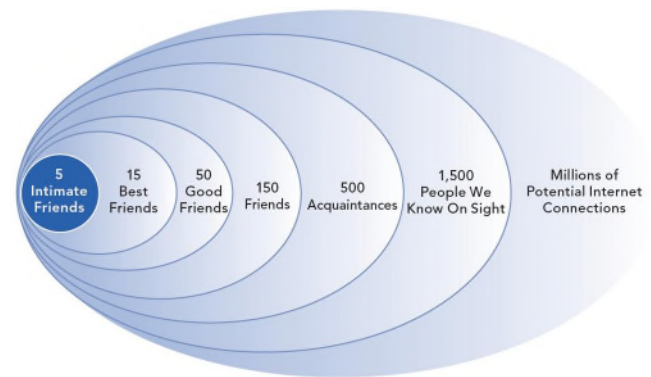 5
Intimate
Friends
15
Best
Friends
50
Good
Friends
150
Friends
500
Acquaintances
1,500
People We
Know On Sight
Millions of
Potential Internet
Connections